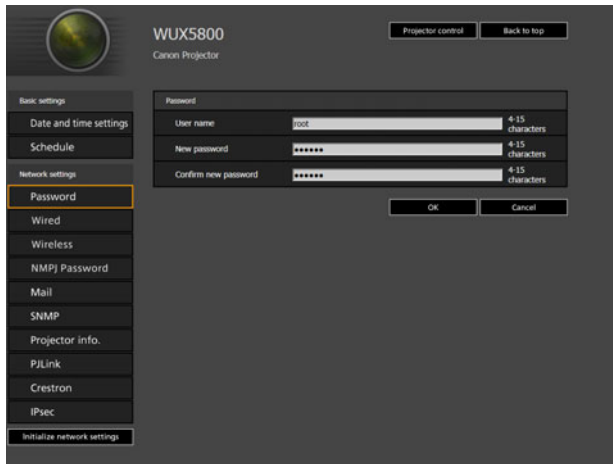 WUX5800
Canon Projector
Projector control
Back to top
Basic settings
Date and time settings
Schedule
Network settings
Password
Wired
Wireless
NMPJ Password
Mail
SNMP
Projector info.
PJLink
Crestron
IPsec
Initialize network settings
Password
User name
root
4-15
characters
New password
••••••
4-15
characters
Confirm new password
••••••
4-15
characters
OK
Cancel